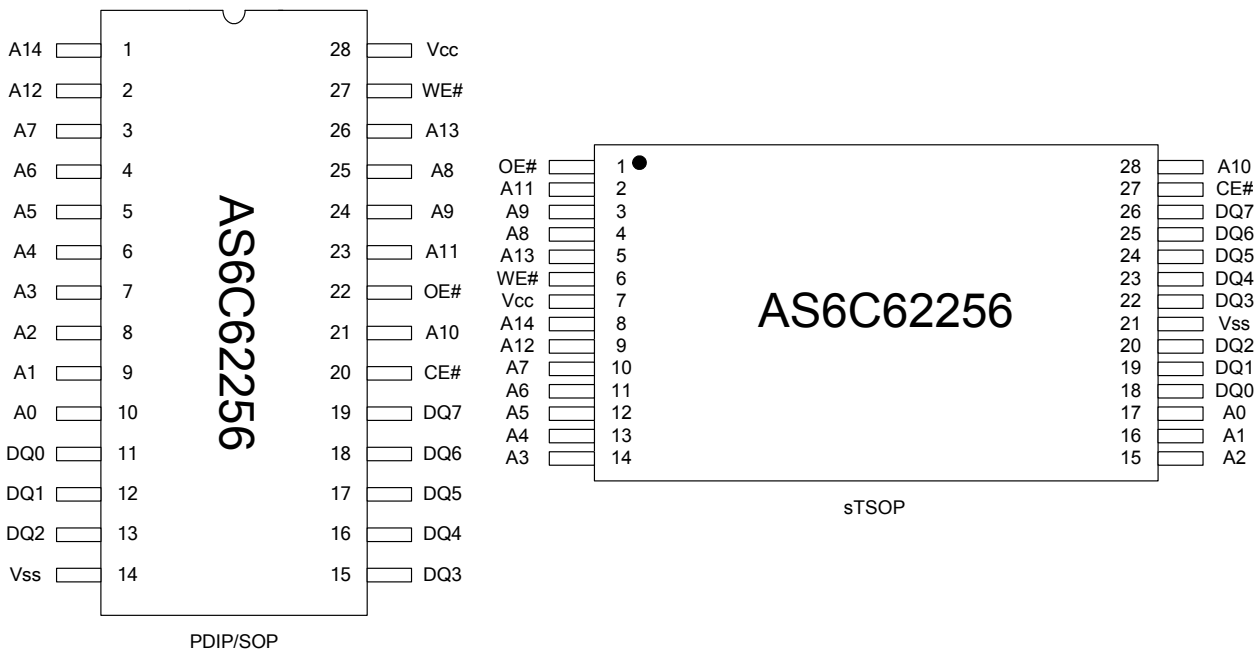 A14 1 28 Vcc
A12 2 27 WE#
A7 3 26 A13
A6 4 25 A8
A5 5 24 A9
A4 6 23 A11
A3 7 22 OE#
A2 8 21 A10
A1 9 20 CE#
A0 10 19 DQ7
DQ0 11 18 DQ6
DQ1 12 17 DQ5
DQ2 13 16 DQ4
Vss 14 15 DQ3
AS6C62256
PDIP/SOP
OE# 1 28 A10
A11 2 27 CE#
A9 3 26 DQ7
A8 4 25 DQ6
A13 5 24 DQ5
WE# 6 23 DQ4
Vcc 7 22 DQ3
A14 8 21 Vss
A12 9 20 DQ2
A7 10 19 DQ1
A6 11 18 DQ0
A5 12 17 A0
A4 13 16 A1
A3 14 15 A2
AS6C62256
sTSOP